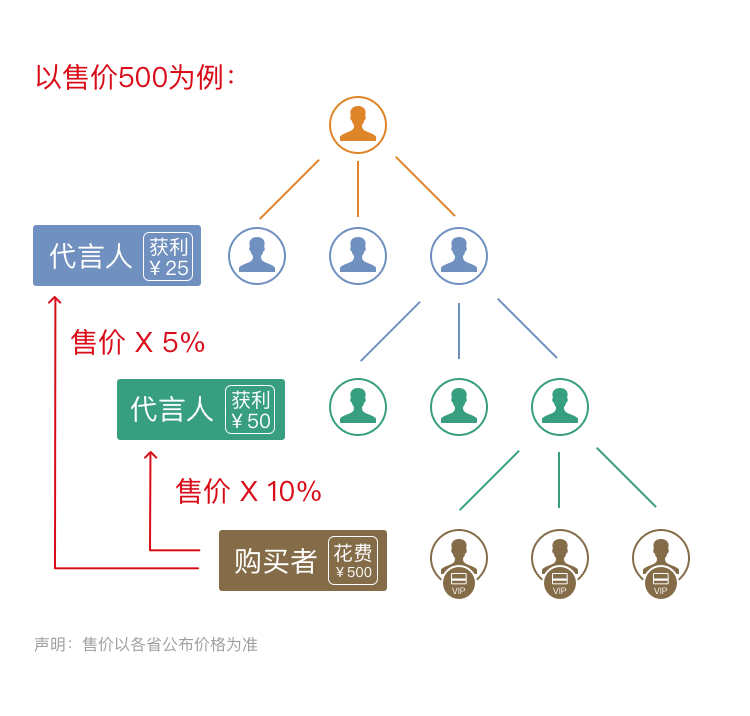 以售价500为例：
代言人
获利
￥25
售价 X 5%
代言人
获利
￥50
售价 X 10%
购买者
花费
￥500
VIP
VIP
VIP
声明：售价以各省公布价格为准